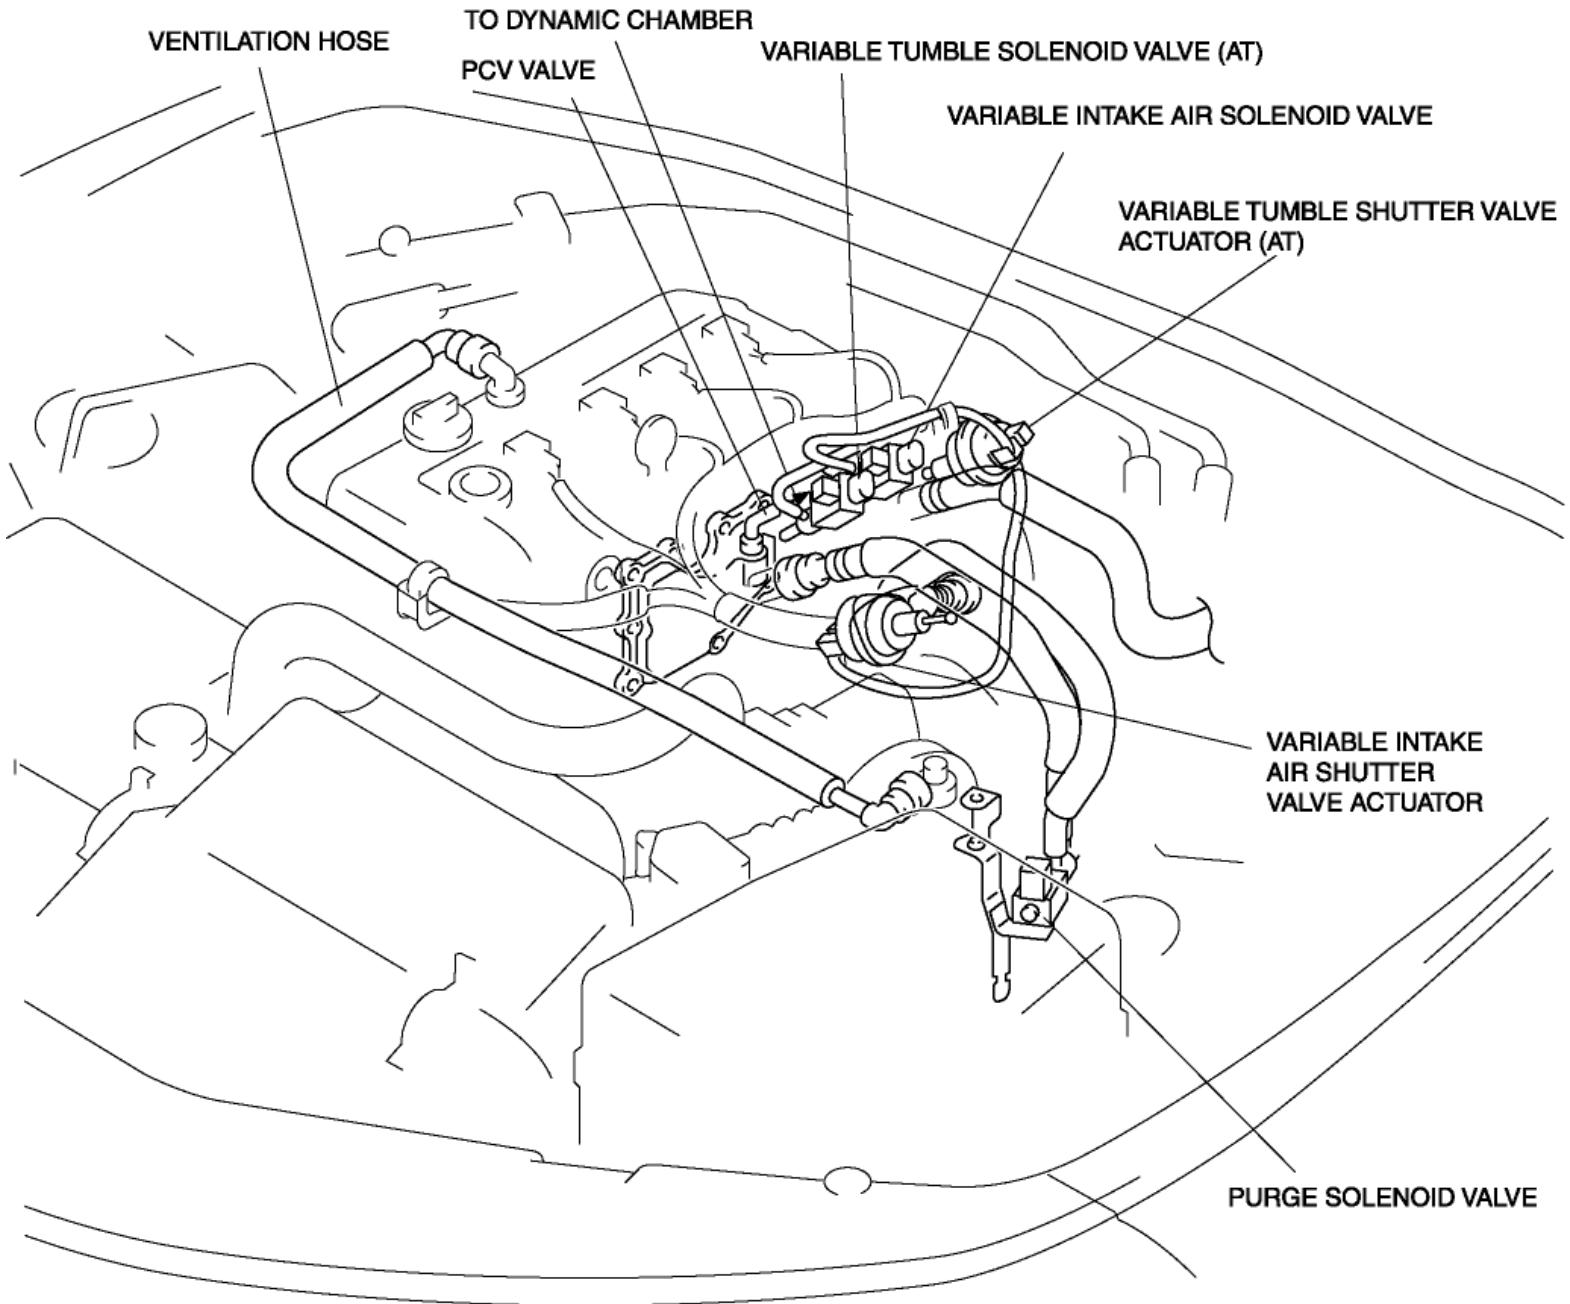 VENTILATION HOSE
TO DYNAMIC CHAMBER
PCV VALVE
VARIABLE TUMBLE SOLENOID VALVE (AT)
VARIABLE INTAKE AIR SOLENOID VALVE
VARIABLE TUMBLE SHUTTER VALVE
ACTUATOR (AT)
VARIABLE INTAKE
AIR SHUTTER
VALVE ACTUATOR
PURGE SOLENOID VALVE